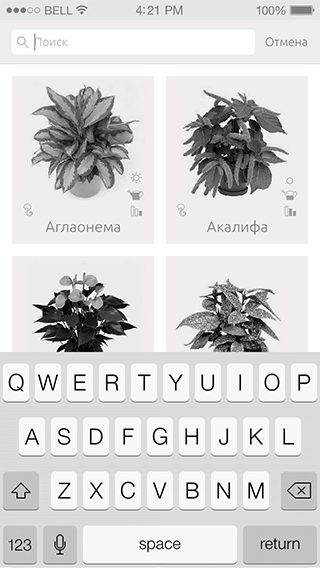 BELL 4:21 PM 100%
Поиск Отмена
Аглаонема Акалифа
Q W E R T Y U I O P
A S D F G H J K L
Z X C V B N M
123 space return